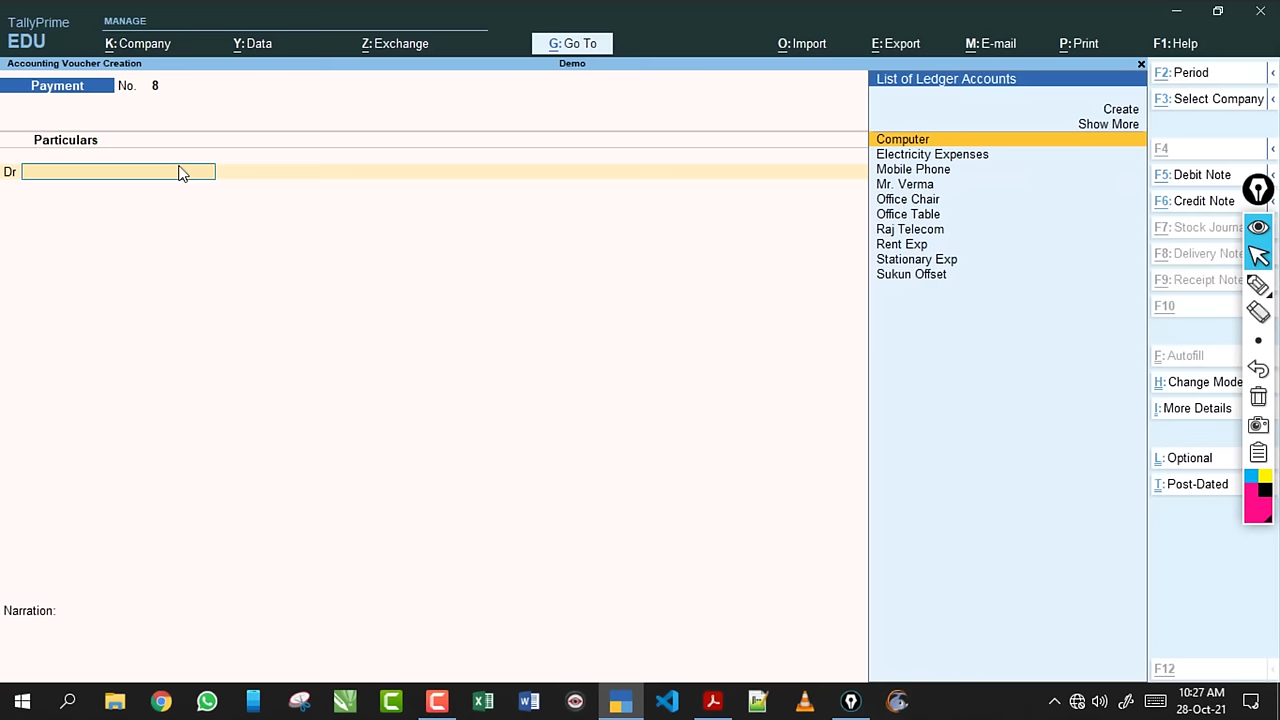 TallyPrime
EDU
MANAGE
K: Company
Y: Data
Z: Exchange
G: Go To
O: Import
E: Export
M: E-mail
P: Print
F1: Help
Accounting Voucher Creation
Demo
Payment No. 8
Particulars
Dr
Narration:
List of Ledger Accounts
Create
Show More
Computer
Electricity Expenses
Mobile Phone
Mr. Verma
Office Chair
Office Table
Raj Telecom
Rent Exp
Stationary Exp
Sukun Offset
F2: Period
F3: Select Company
F4
F5: Debit Note
F6: Credit Note
F7: Stock Journa
F8: Delivery Note
F9: Receipt Note
F10
F: Autofill
H: Change Mode
I: More Details
L: Optional
T: Post-Dated
F12
10:27 AM
28-Oct-21